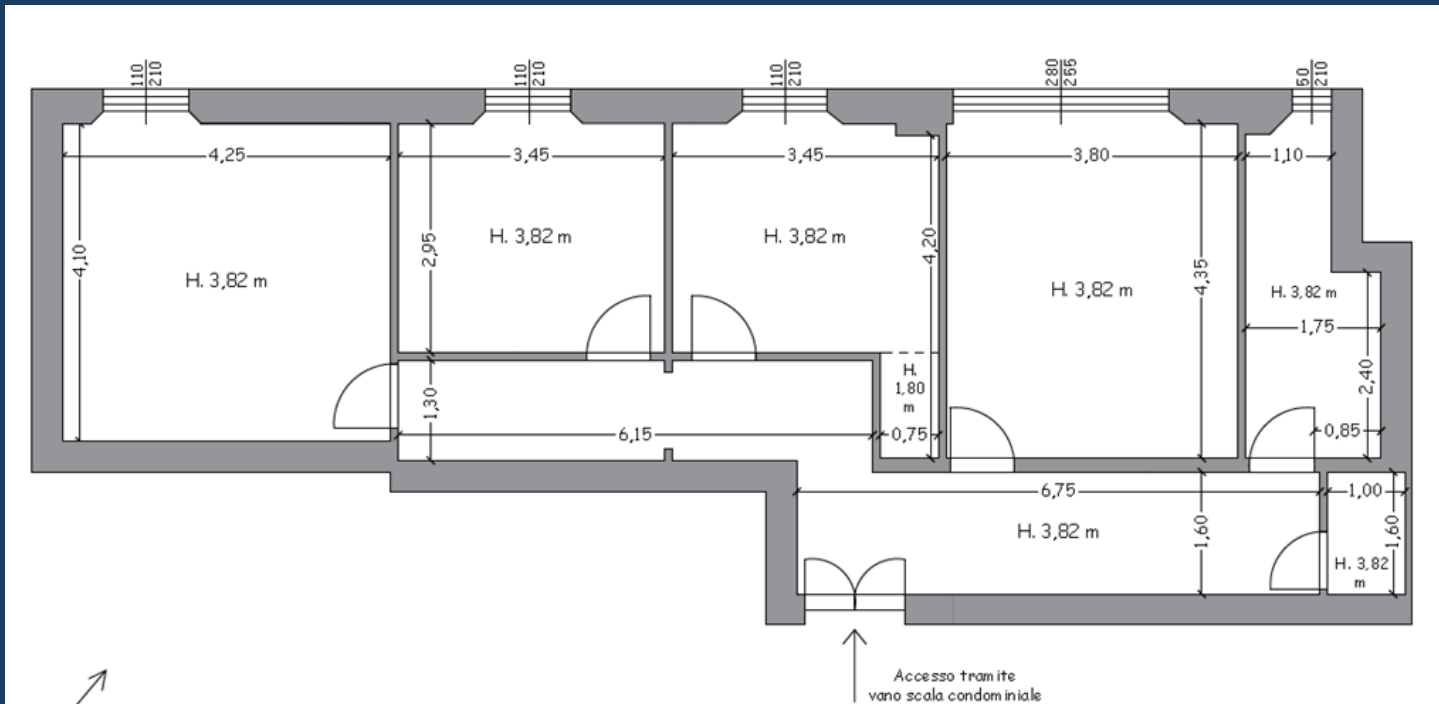 110 210
110 210
110 210
280 255
50 210
4,25
3,45
3,45
3,80
1,10
4,10
H. 3,82 m
2,95
H. 3,82 m
H. 3,82 m
4,20
H. 3,82 m
4,35
H. 3,82 m
1,75
2,40
1,30
6,15
H.
1,80
m
0,75
0,85
6,75
1,00
H. 3,82 m
1,60
1,60
H. 3,82
m
Accesso tramite
vano scala condominiale